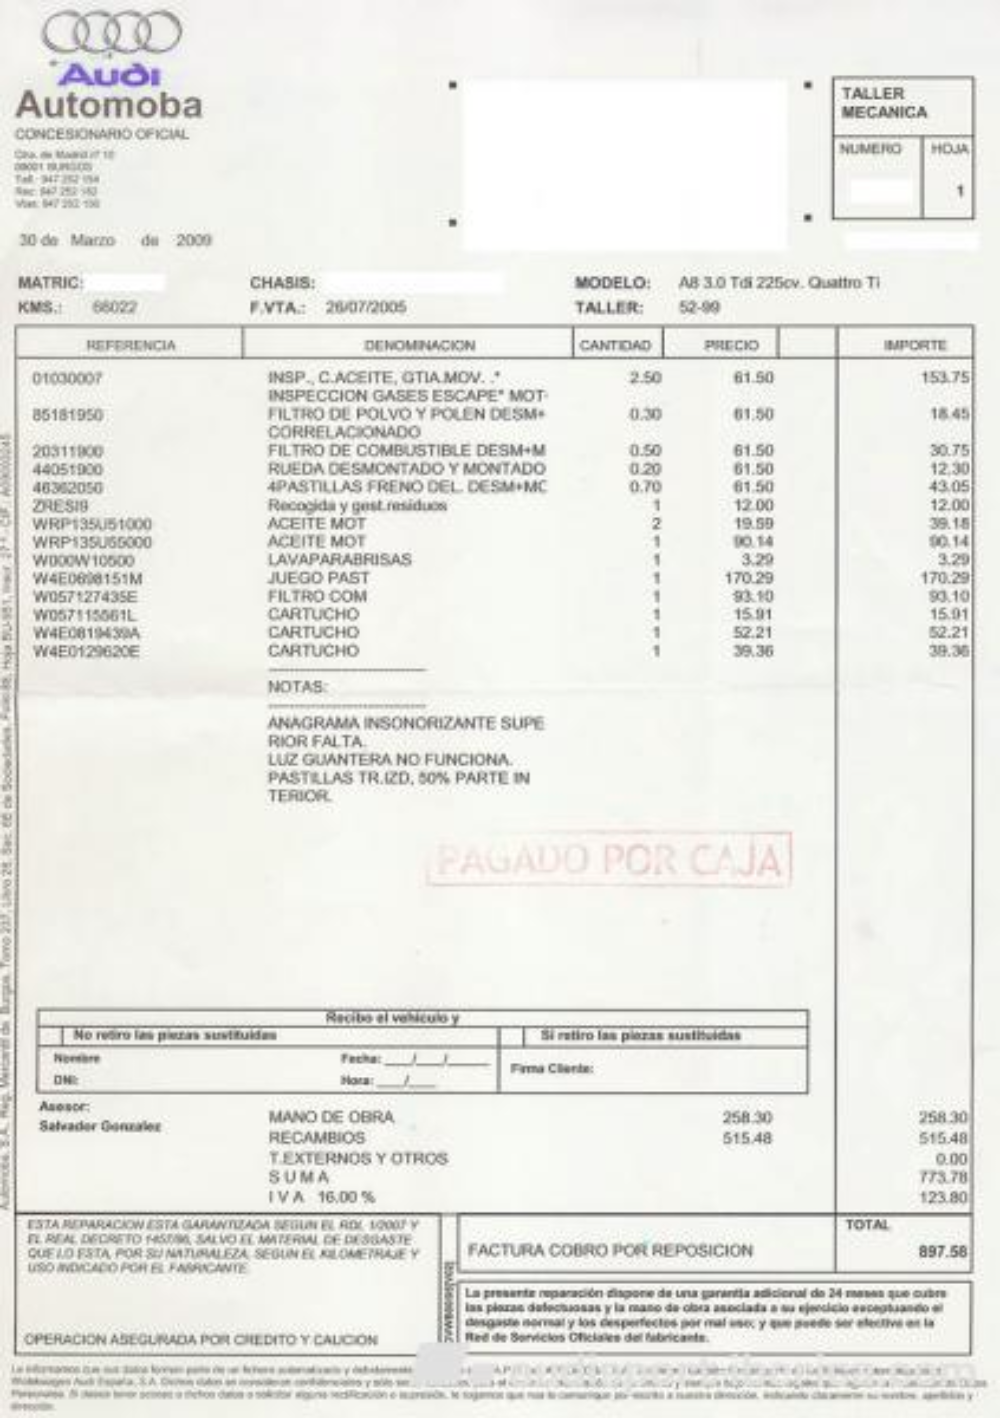 Audi
Automoba
CONCESIONARIO OFICIAL
Ctra. de Madrid nº 10
09001 BURGOS
30 de Marzo de 2009
TALLER
MECANICA
NUMERO HOJA
1
MATRIC: CHASIS: MODELO: A8 3.0 Tdi 225cv. Quattro Ti
KMS.: 66022 F.VTA.: 26/07/2005 TALLER: 52-99
REFERENCIA DENOMINACION CANTIDAD PRECIO IMPORTE
01030007 INSP., C.ACEITE, GTIA.MOV. .* 2.50 61.50 153.75
INSPECCION GASES ESCAPE* MOT-
85181950 FILTRO DE POLVO Y POLEN DESM+ 0.30 61.50 18.45
CORRELACIONADO
20311900 FILTRO DE COMBUSTIBLE DESM+M 0.50 61.50 30.75
44051900 RUEDA DESMONTADO Y MONTADO 0.20 61.50 12.30
46362050 4PASTILLAS FRENO DEL. DESM+MC 0.70 61.50 43.05
ZRESI9 Recogida y gest.residuos 1 12.00 12.00
WRP135U51000 ACEITE MOT 2 19.59 39.18
WRP135U55000 ACEITE MOT 1 90.14 90.14
W000W10500 LAVAPARABRISAS 1 3.29 3.29
W4E0698151M JUEGO PAST 1 170.29 170.29
W057127435E FILTRO COM 1 93.10 93.10
W057115561L CARTUCHO 1 15.91 15.91
W4E0819439A CARTUCHO 1 52.21 52.21
W4E0129620E CARTUCHO 1 39.36 39.36
NOTAS:
ANAGRAMA INSONORIZANTE SUPE
RIOR FALTA.
LUZ GUANTERA NO FUNCIONA.
PASTILLAS TR.IZD, 50% PARTE IN
TERIOR.
PAGADO POR CAJA
Recibo el vehículo y
No retiro las piezas sustituidas Si retiro las piezas sustituidas
Nombre Fecha: __/__/__ Firma Cliente:
DNI: Hora: __/__
Asesor:
Salvador Gonzalez
MANO DE OBRA 258.30 258.30
RECAMBIOS 515.48 515.48
T.EXTERNOS Y OTROS 0.00
S U M A 773.78
I V A 16.00 % 123.80
ESTA REPARACION ESTA GARANTIZADA SEGUN EL RDL 1/2007 Y
EL REAL DECRETO 1457/86, SALVO EL MATERIAL DE DESGASTE
QUE LO ESTA, POR SU NATURALEZA, SEGUN EL KILOMETRAJE Y
USO INDICADO POR EL FABRICANTE.
OPERACION ASEGURADA POR CREDITO Y CAUCION
FACTURA COBRO POR REPOSICION
TOTAL
897.58
La presente reparación dispone de una garantía adicional de 24 meses que cubre
las piezas defectuosas y la mano de obra asociada a su ejercicio exceptuando el
desgaste normal y los desperfectos por mal uso; y que puede ser efectiva en la
Red de Servicios Oficiales del fabricante.